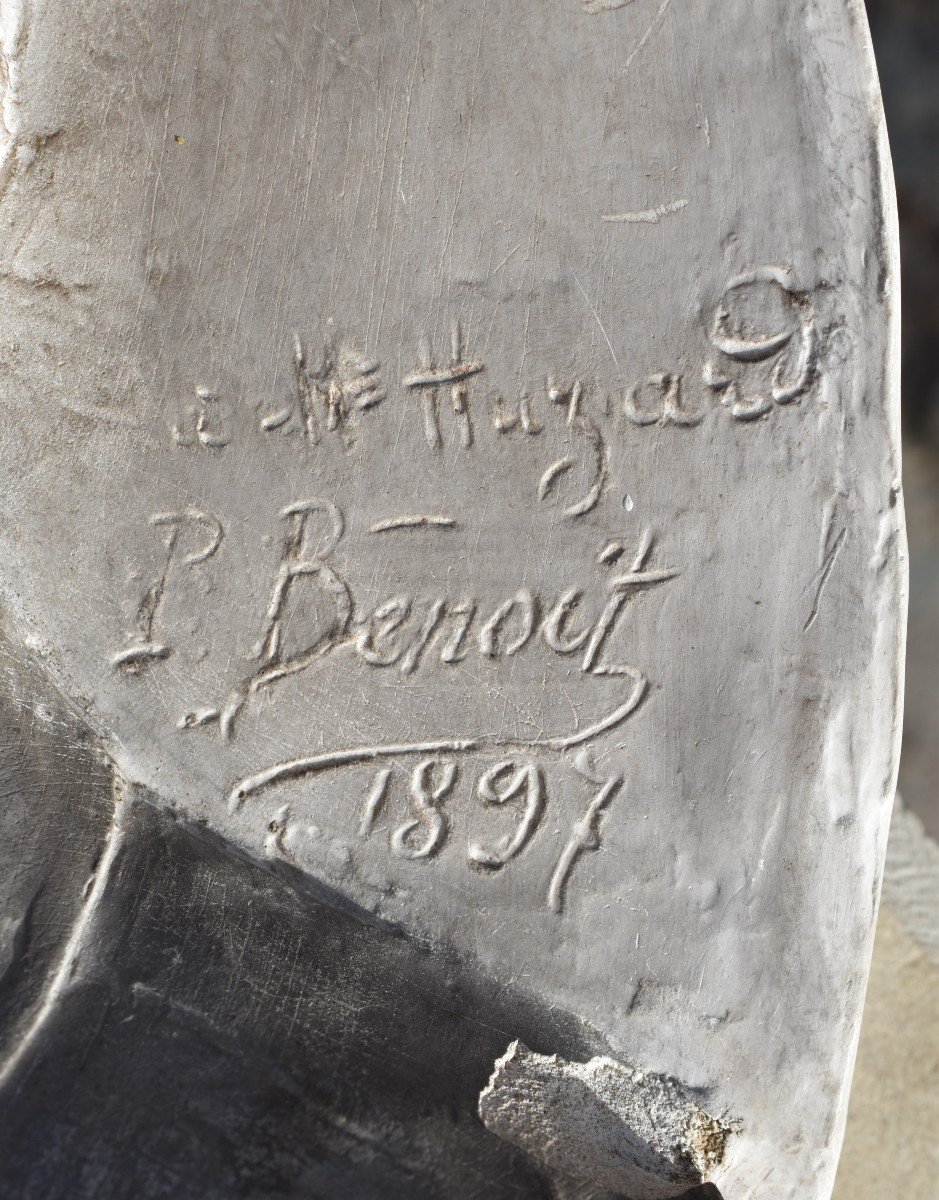 à Mr Huzard
P. Benoit
1897